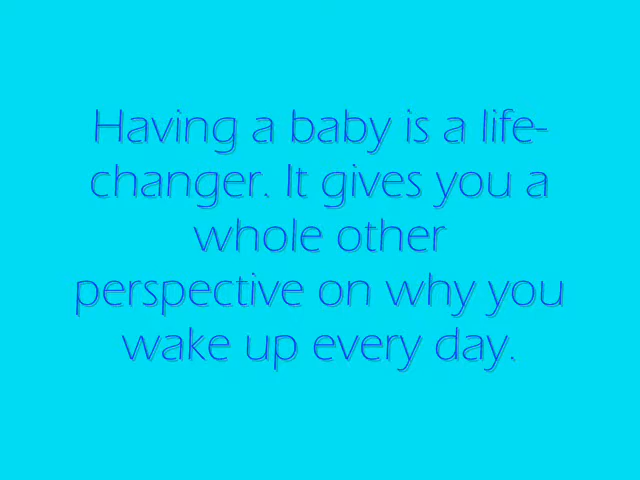 Having a baby is a life-
changer. It gives you a
whole other
perspective on why you
wake up every day.